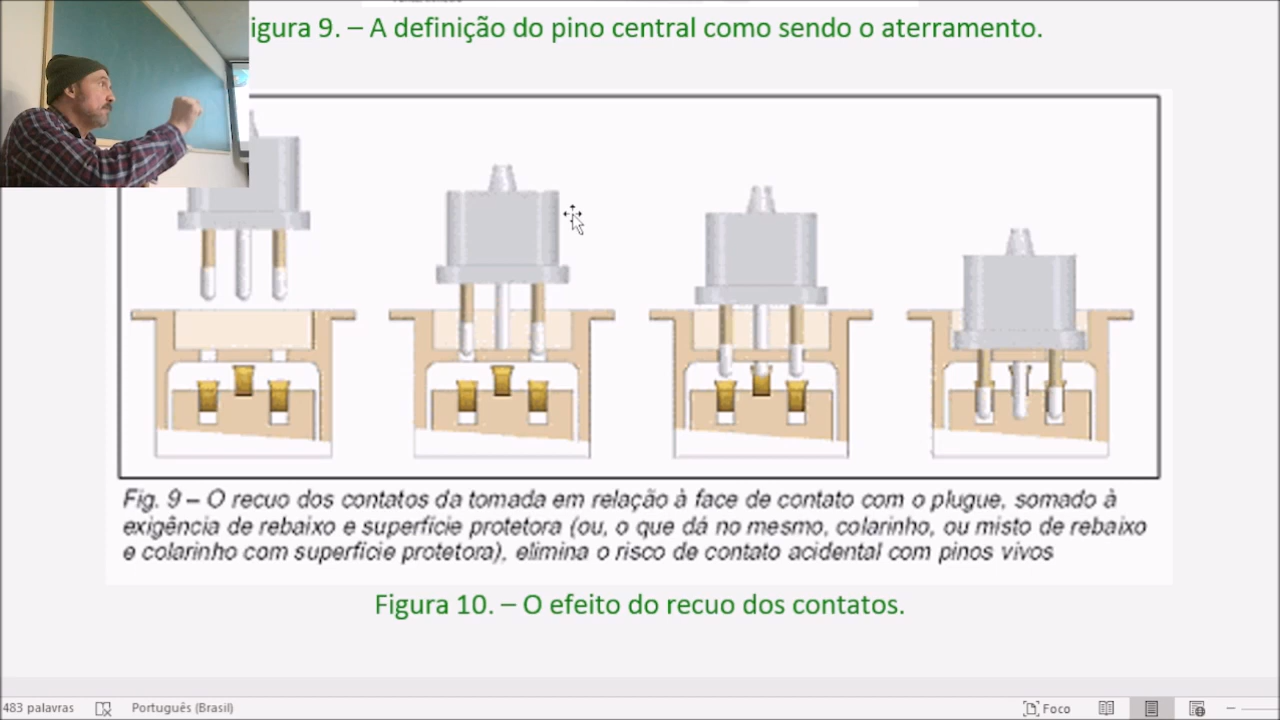 igura 9. – A definição do pino central como sendo o aterramento.
Fig. 9 – O recuo dos contatos da tomada em relação à face de contato com o plugue, somado à
exigência de rebaixo e superfície protetora (ou, o que dá no mesmo, colarinho, ou misto de rebaixo
e colarinho com superfície protetora), elimina o risco de contato acidental com pinos vivos
Figura 10. – O efeito do recuo dos contatos.
483 palavras Português (Brasil) Foco